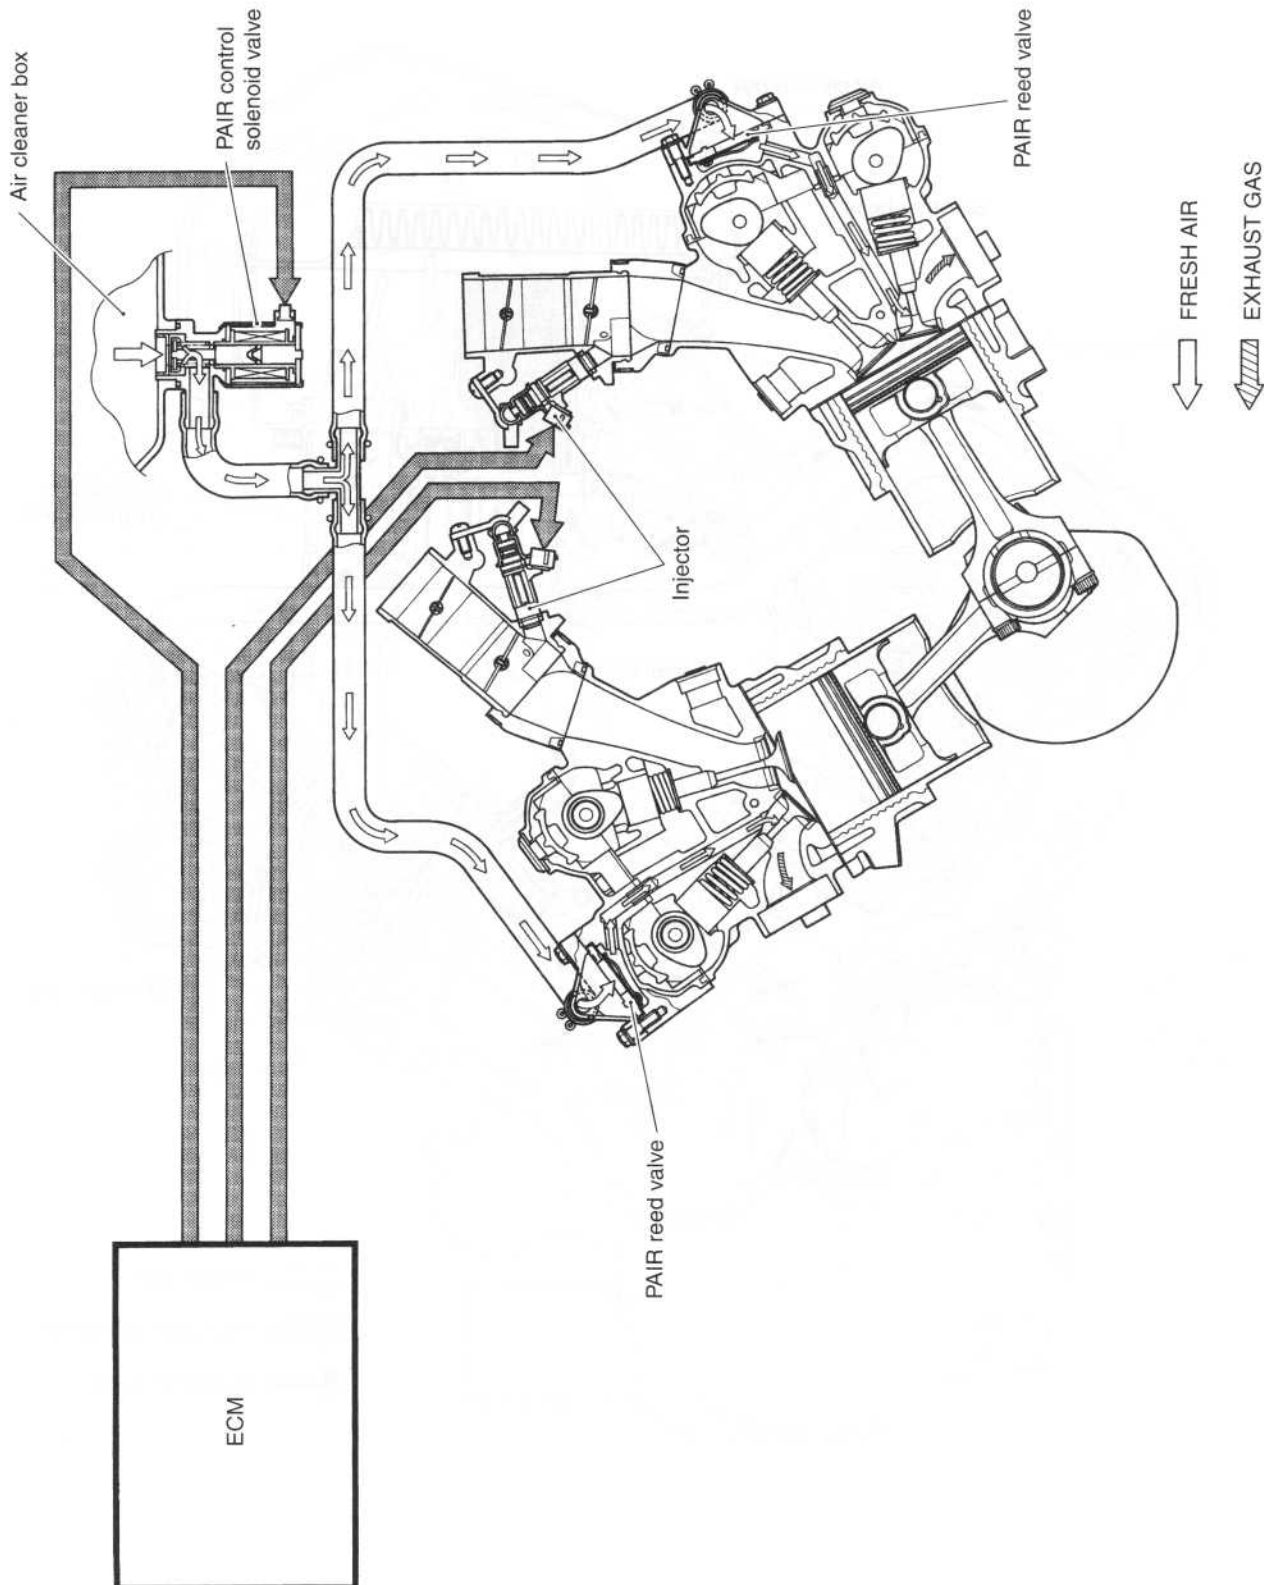 Air cleaner box
PAIR control
solenoid valve
PAIR reed valve
Injector
PAIR reed valve
ECM
FRESH AIR
EXHAUST GAS